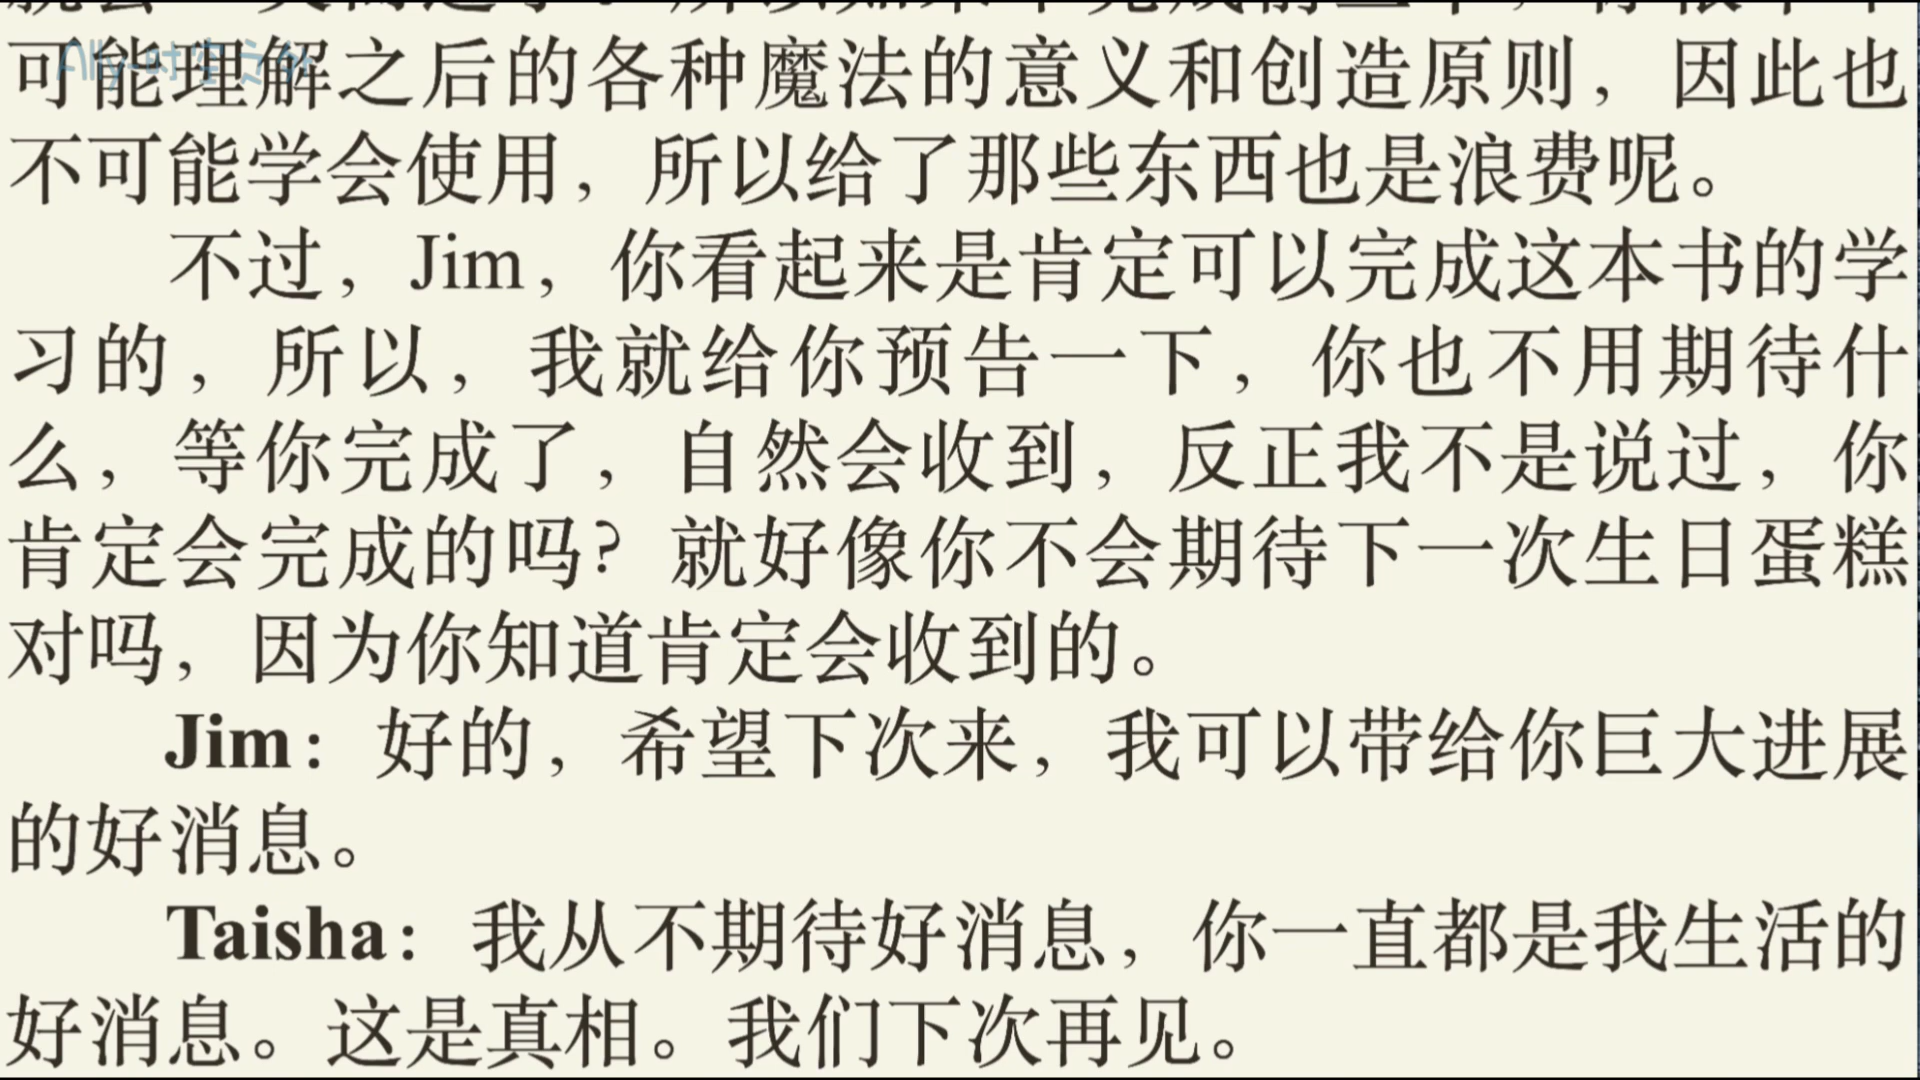 可能理解之后的各种魔法的意义和创造原则，因此也
不可能学会使用，所以给了那些东西也是浪费呢。
不过，Jim，你看起来是肯定可以完成这本书的学
习的，所以，我就给你预告一下，你也不用期待什
么，等你完成了，自然会收到，反正我不是说过，你
肯定会完成的吗？就好像你不会期待下一次生日蛋糕
对吗，因为你知道肯定会收到的。
Jim：好的，希望下次来，我可以带给你巨大进展
的好消息。
Taisha：我从不期待好消息，你一直都是我生活的
好消息。这是真相。我们下次再见。